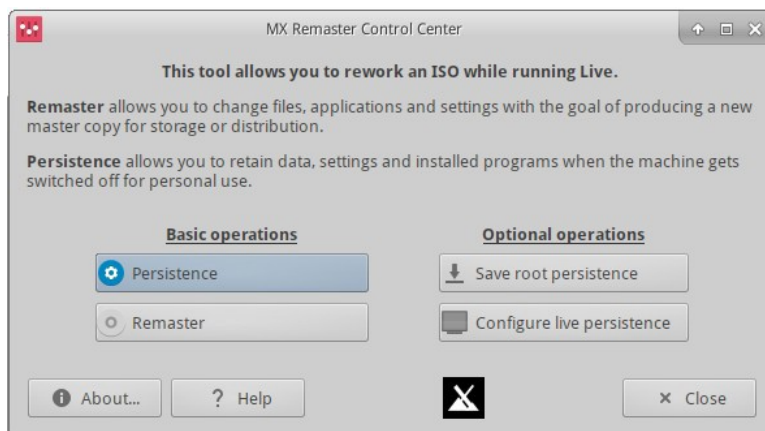 MX Remaster Control Center
This tool allows you to rework an ISO while running Live.
Remaster allows you to change files, applications and settings with the goal of producing a new
master copy for storage or distribution.
Persistence allows you to retain data, settings and installed programs when the machine gets
switched off for personal use.
Basic operations
Optional operations
Persistence
Save root persistence
Remaster
Configure live persistence
About...
? Help
Close